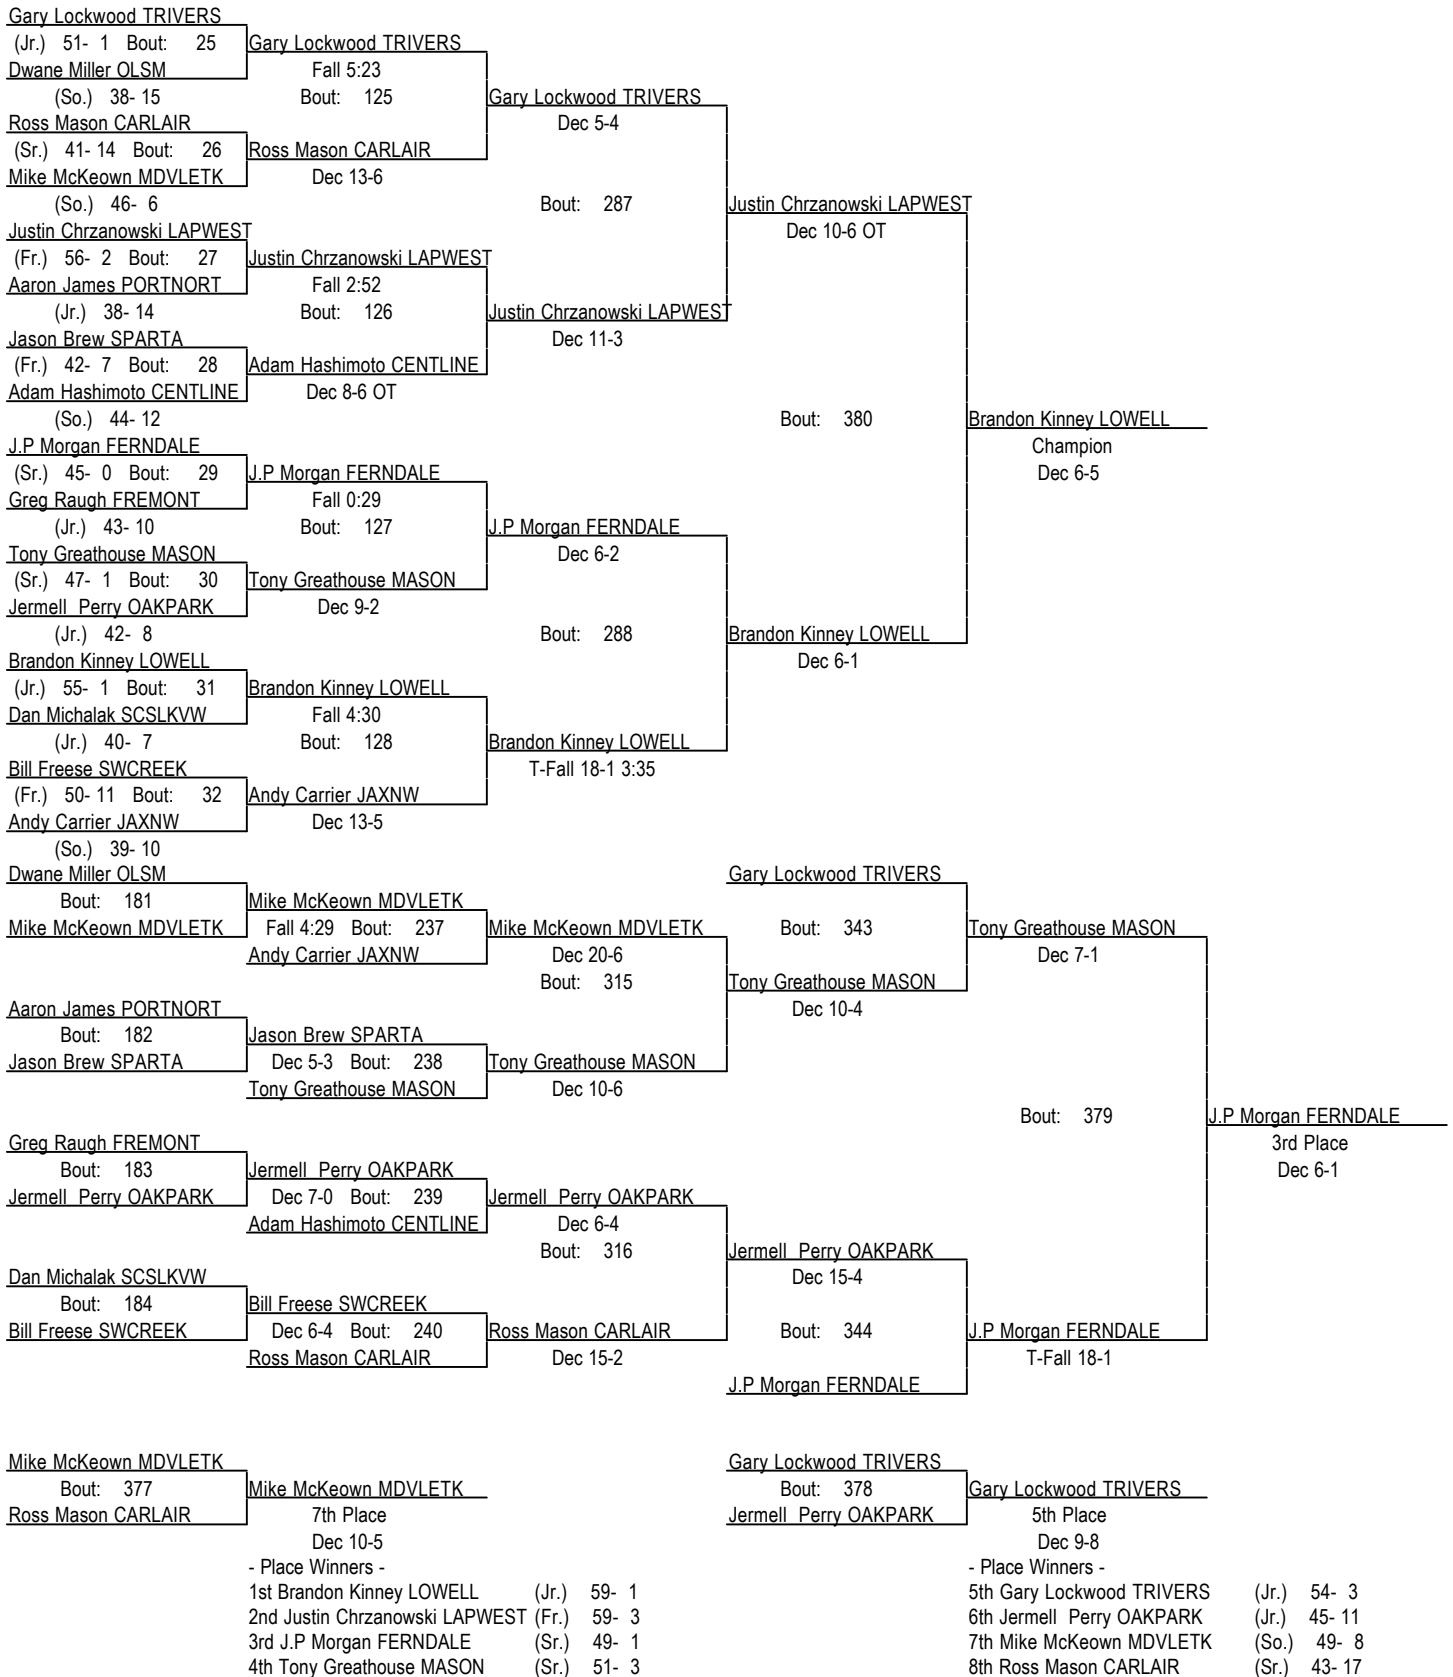 Gary Lockwood TRIVERS
(Jr.) 51- 1 Bout: 25 Gary Lockwood TRIVERS
Dwane Miller OLSM Fall 5:23
(So.) 38- 15 Bout: 125 Gary Lockwood TRIVERS
Ross Mason CARLAIR Dec 5-4
(Sr.) 41- 14 Bout: 26 Ross Mason CARLAIR
Mike McKeown MDVLETK Dec 13-6
(So.) 46- 6 Bout: 287 Justin Chrzanowski LAPWEST
Justin Chrzanowski LAPWEST Dec 10-6 OT
(Fr.) 56- 2 Bout: 27 Justin Chrzanowski LAPWEST
Aaron James PORTNORT Fall 2:52
(Jr.) 38- 14 Bout: 126 Justin Chrzanowski LAPWEST
Jason Brew SPARTA Dec 11-3
(Fr.) 42- 7 Bout: 28 Adam Hashimoto CENTLINE
Adam Hashimoto CENTLINE Dec 8-6 OT
(So.) 44- 12 Bout: 380 Brandon Kinney LOWELL
J.P Morgan FERNDALE Champion
(Sr.) 45- 0 Bout: 29 J.P Morgan FERNDALE Dec 6-5
Greg Raugh FREMONT Fall 0:29
(Jr.) 43- 10 Bout: 127 J.P Morgan FERNDALE
Tony Greathouse MASON Dec 6-2
(Sr.) 47- 1 Bout: 30 Tony Greathouse MASON
Jermell Perry OAKPARK Dec 9-2
(Jr.) 42- 8 Bout: 288 Brandon Kinney LOWELL
Brandon Kinney LOWELL Dec 6-1
(Jr.) 55- 1 Bout: 31 Brandon Kinney LOWELL
Dan Michalak SCSLKVW Fall 4:30
(Jr.) 40- 7 Bout: 128 Brandon Kinney LOWELL
Bill Freese SWCREEK T-Fall 18-1 3:35
(Fr.) 50- 11 Bout: 32 Andy Carrier JAXNW
Andy Carrier JAXNW Dec 13-5
(So.) 39- 10
Dwane Miller OLSM Gary Lockwood TRIVERS
Bout: 181 Mike McKeown MDVLETK
Mike McKeown MDVLETK Fall 4:29 Bout: 237 Mike McKeown MDVLETK Bout: 343 Tony Greathouse MASON
Andy Carrier JAXNW Dec 20-6 Dec 7-1
Bout: 315 Tony Greathouse MASON
Aaron James PORTNORT Dec 10-4
Bout: 182 Jason Brew SPARTA
Jason Brew SPARTA Dec 5-3 Bout: 238 Tony Greathouse MASON
Tony Greathouse MASON Dec 10-6
Bout: 379 J.P Morgan FERNDALE
Greg Raugh FREMONT 3rd Place
Bout: 183 Jermell Perry OAKPARK Dec 6-1
Jermell Perry OAKPARK Dec 7-0 Bout: 239 Jermell Perry OAKPARK
Adam Hashimoto CENTLINE Dec 6-4
Bout: 316 Jermell Perry OAKPARK
Dan Michalak SCSLKVW Dec 15-4
Bout: 184 Bill Freese SWCREEK
Bill Freese SWCREEK Dec 6-4 Bout: 240 Ross Mason CARLAIR Bout: 344 J.P Morgan FERNDALE
Ross Mason CARLAIR Dec 15-2 T-Fall 18-1
J.P Morgan FERNDALE
Mike McKeown MDVLETK Gary Lockwood TRIVERS
Bout: 377 Mike McKeown MDVLETK Bout: 378 Gary Lockwood TRIVERS
Ross Mason CARLAIR 7th Place Jermell Perry OAKPARK 5th Place
Dec 10-5 Dec 9-8
- Place Winners - - Place Winners -
1st Brandon Kinney LOWELL (Jr.) 59- 1 5th Gary Lockwood TRIVERS (Jr.) 54- 3
2nd Justin Chrzanowski LAPWEST (Fr.) 59- 3 6th Jermell Perry OAKPARK (Jr.) 45- 11
3rd J.P Morgan FERNDALE (Sr.) 49- 1 7th Mike McKeown MDVLETK (So.) 49- 8
4th Tony Greathouse MASON (Sr.) 51- 3 8th Ross Mason CARLAIR (Sr.) 43- 17